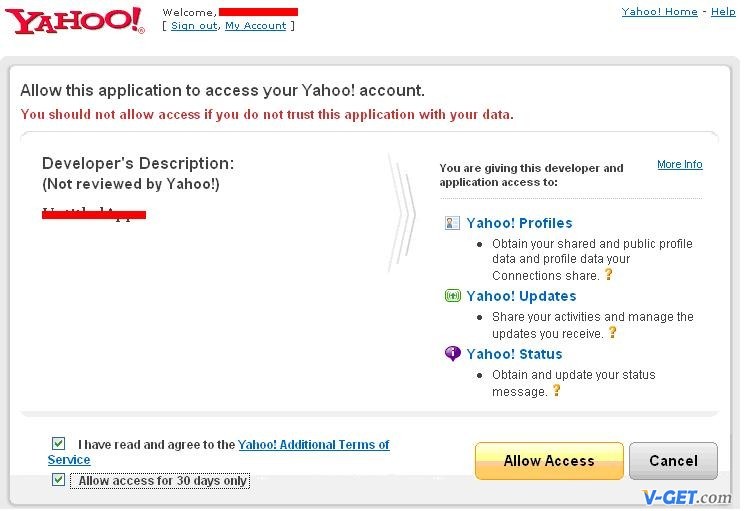 YAHOO!
Welcome,
[ Sign out, My Account ]
Yahoo! Home - Help
Allow this application to access your Yahoo! account.
You should not allow access if you do not trust this application with your data.
Developer's Description:
(Not reviewed by Yahoo!)
You are giving this developer and
application access to:
More Info
Yahoo! Profiles
• Obtain your shared and public profile
data and profile data your
Connections share. ?
Yahoo! Updates
• Share your activities and manage the
updates you receive. ?
Yahoo! Status
• Obtain and update your status
message. ?
I have read and agree to the Yahoo! Additional Terms of
Service
Allow access for 30 days only
Allow Access
Cancel
V-GET.com